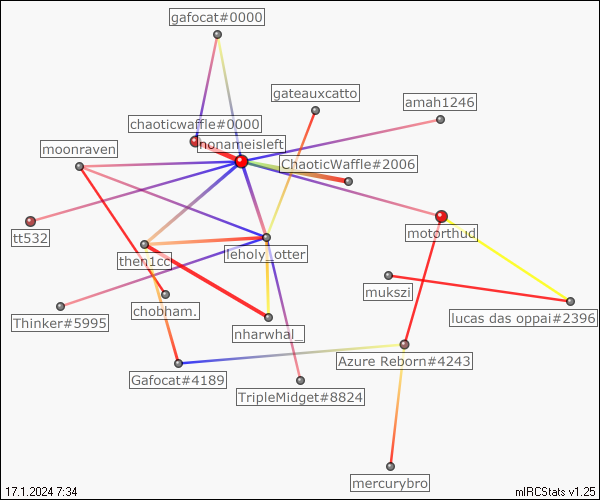 gafocat#0000
gateauxcatto
amah1246
chaoticwaffle#0000
nonameisleft
moonraven
ChaoticWaffle#2006
tt532
motorthud
then1cc
leholy_otter
mukszi
Thinker#5995
chobham.
lucas das oppai#2396
nharwhal_
Azure Reborn#4243
Gafocat#4189
TripleMidget#8824
mercurybro
17.1.2024 7:34
mIRCStats v1.25